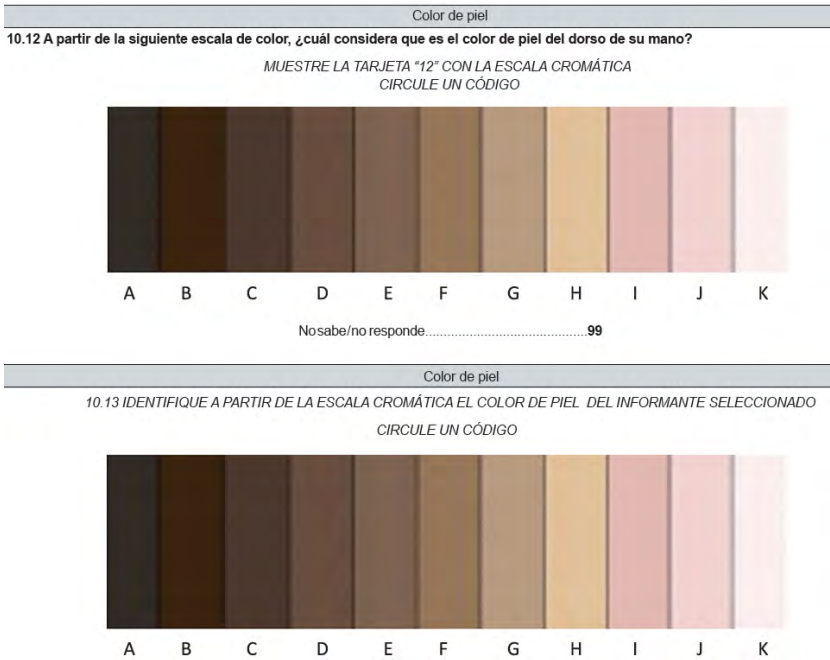 Color de piel
10.12 A partir de la siguiente escala de color, ¿cuál considera que es el color de piel del dorso de su mano?
MUESTRE LA TARJETA “12” CON LA ESCALA CROMÁTICA
CIRCULE UN CÓDIGO
A B C D E F G H I J K
No sabe/no responde............................................99
Color de piel
10.13 IDENTIFIQUE A PARTIR DE LA ESCALA CROMÁTICA EL COLOR DE PIEL DEL INFORMANTE SELECCIONADO
CIRCULE UN CÓDIGO
A B C D E F G H I J K